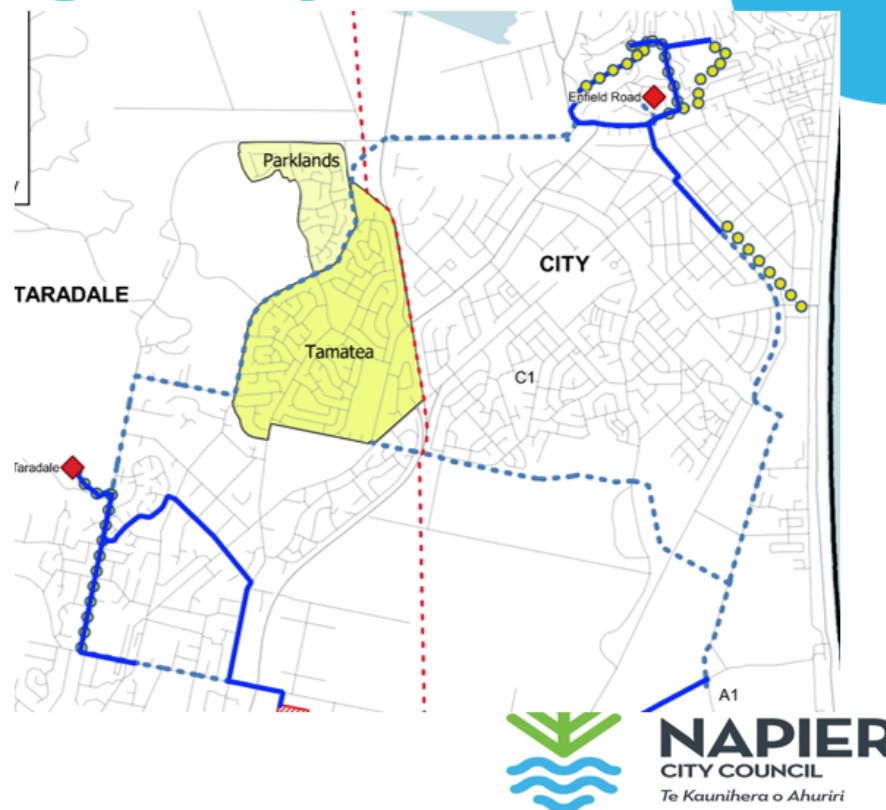 Enfield Road
Parklands
CITY
TARADALE
Tamatea
C1
Taradale
A1
NAPIER
CITY COUNCIL
Te Kaunihera o Ahuriri